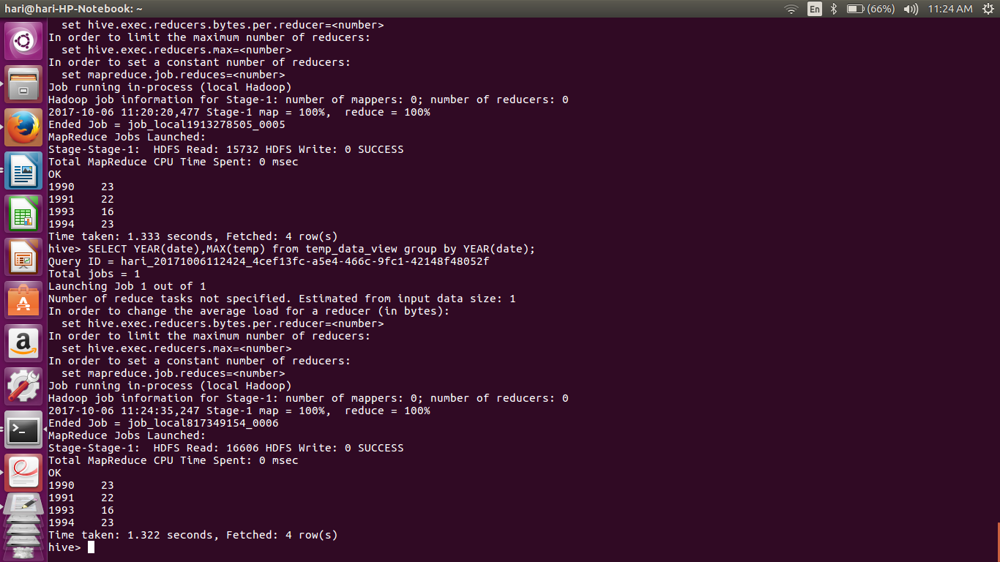 hari@hari-HP-Notebook: ~
En
(66%)
11:24 AM
  set hive.exec.reducers.bytes.per.reducer=<number>
In order to limit the maximum number of reducers:
  set hive.exec.reducers.max=<number>
In order to set a constant number of reducers:
  set mapreduce.job.reduces=<number>
Job running in-process (local Hadoop)
Hadoop job information for Stage-1: number of mappers: 0; number of reducers: 0
2017-10-06 11:20:20,477 Stage-1 map = 100%,  reduce = 100%
Ended Job = job_local1913278505_0005
MapReduce Jobs Launched:
Stage-Stage-1:  HDFS Read: 15732 HDFS Write: 0 SUCCESS
Total MapReduce CPU Time Spent: 0 msec
OK
1990    23
1991    22
1993    16
1994    23
Time taken: 1.333 seconds, Fetched: 4 row(s)
hive> SELECT YEAR(date),MAX(temp) from temp_data_view group by YEAR(date);
Query ID = hari_20171006112424_4cef13fc-a5e4-466c-9fc1-42148f48052f
Total jobs = 1
Launching Job 1 out of 1
Number of reduce tasks not specified. Estimated from input data size: 1
In order to change the average load for a reducer (in bytes):
  set hive.exec.reducers.bytes.per.reducer=<number>
In order to limit the maximum number of reducers:
  set hive.exec.reducers.max=<number>
In order to set a constant number of reducers:
  set mapreduce.job.reduces=<number>
Job running in-process (local Hadoop)
Hadoop job information for Stage-1: number of mappers: 0; number of reducers: 0
2017-10-06 11:24:35,247 Stage-1 map = 100%,  reduce = 100%
Ended Job = job_local817349154_0006
MapReduce Jobs Launched:
Stage-Stage-1:  HDFS Read: 16606 HDFS Write: 0 SUCCESS
Total MapReduce CPU Time Spent: 0 msec
OK
1990    23
1991    22
1993    16
1994    23
Time taken: 1.322 seconds, Fetched: 4 row(s)
hive>